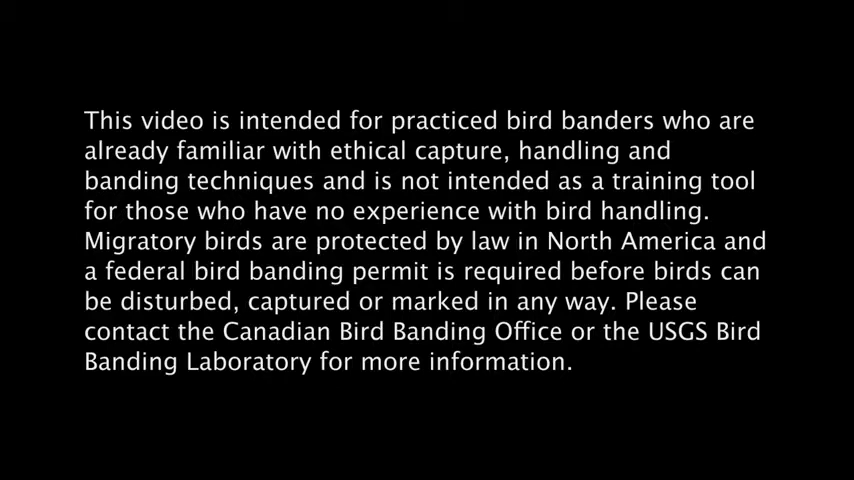 This video is intended for practiced bird banders who are
already familiar with ethical capture, handling and
banding techniques and is not intended as a training tool
for those who have no experience with bird handling.
Migratory birds are protected by law in North America and
a federal bird banding permit is required before birds can
be disturbed, captured or marked in any way. Please
contact the Canadian Bird Banding Office or the USGS Bird
Banding Laboratory for more information.